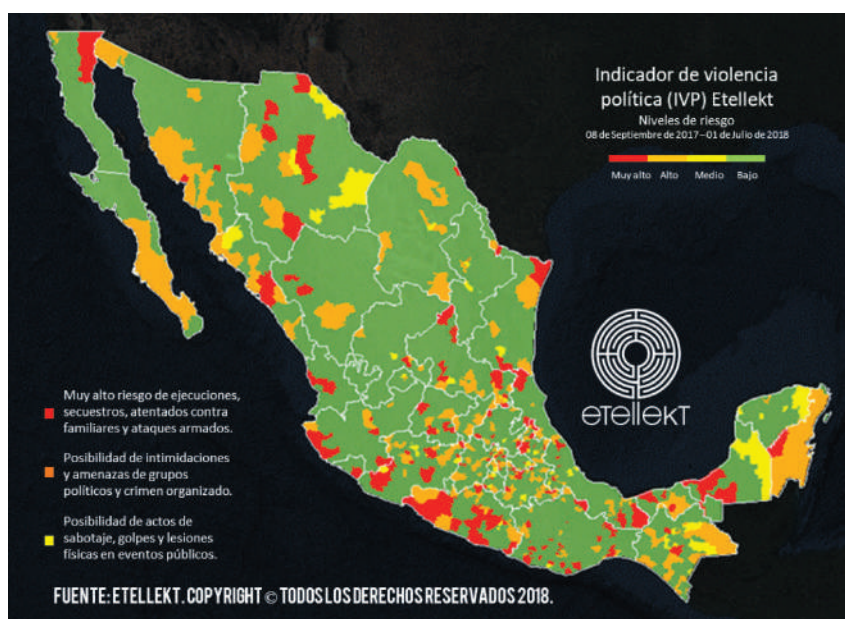 Indicador de violencia
política (IVP) Etellekt
Niveles de riesgo
08 de Septiembre de 2017 – 01 de Julio de 2018
Muy alto Alto Medio Bajo
etellekt
Muy alto riesgo de ejecuciones,
secuestros, atentados contra
familiares y ataques armados.
Posibilidad de intimidaciones
y amenazas de grupos
políticos y crimen organizado.
Posibilidad de actos de
sabotaje, golpes y lesiones
físicas en eventos públicos.
FUENTE: ETELLEKT. COPYRIGHT © TODOS LOS DERECHOS RESERVADOS 2018.